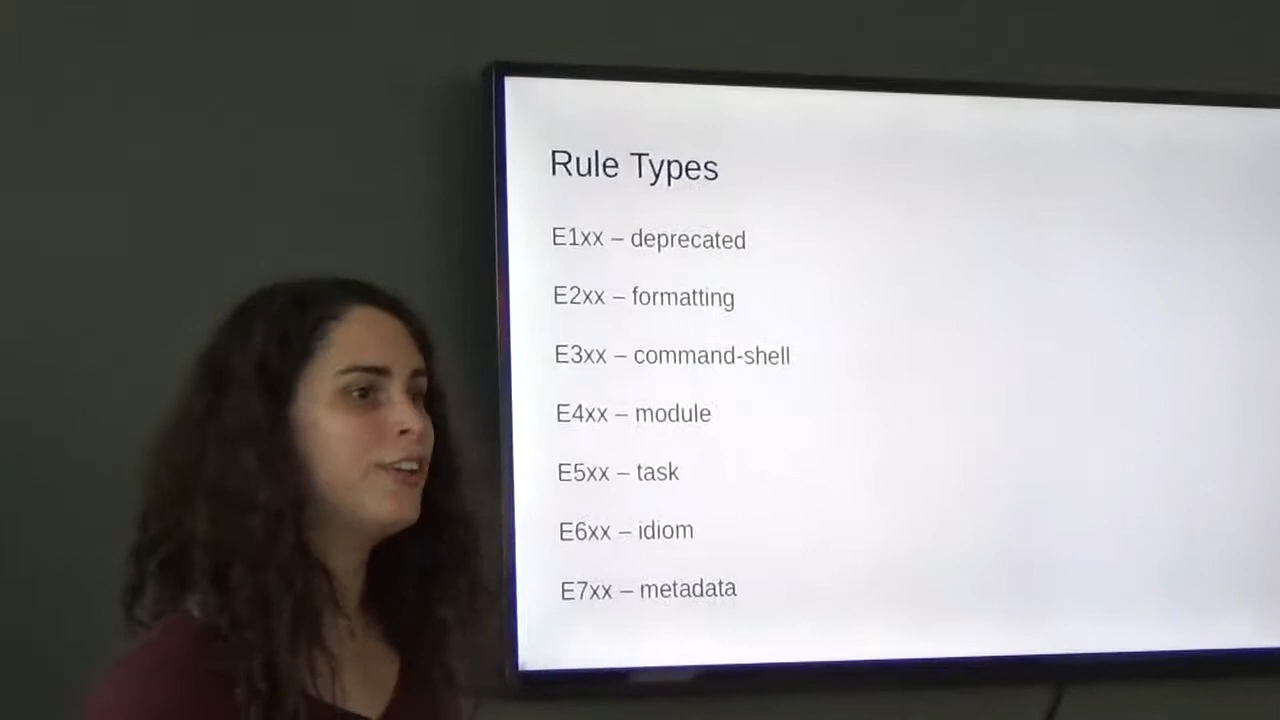 Rule Types
E1xx – deprecated
E2xx – formatting
E3xx – command-shell
E4xx – module
E5xx – task
E6xx – idiom
E7xx – metadata